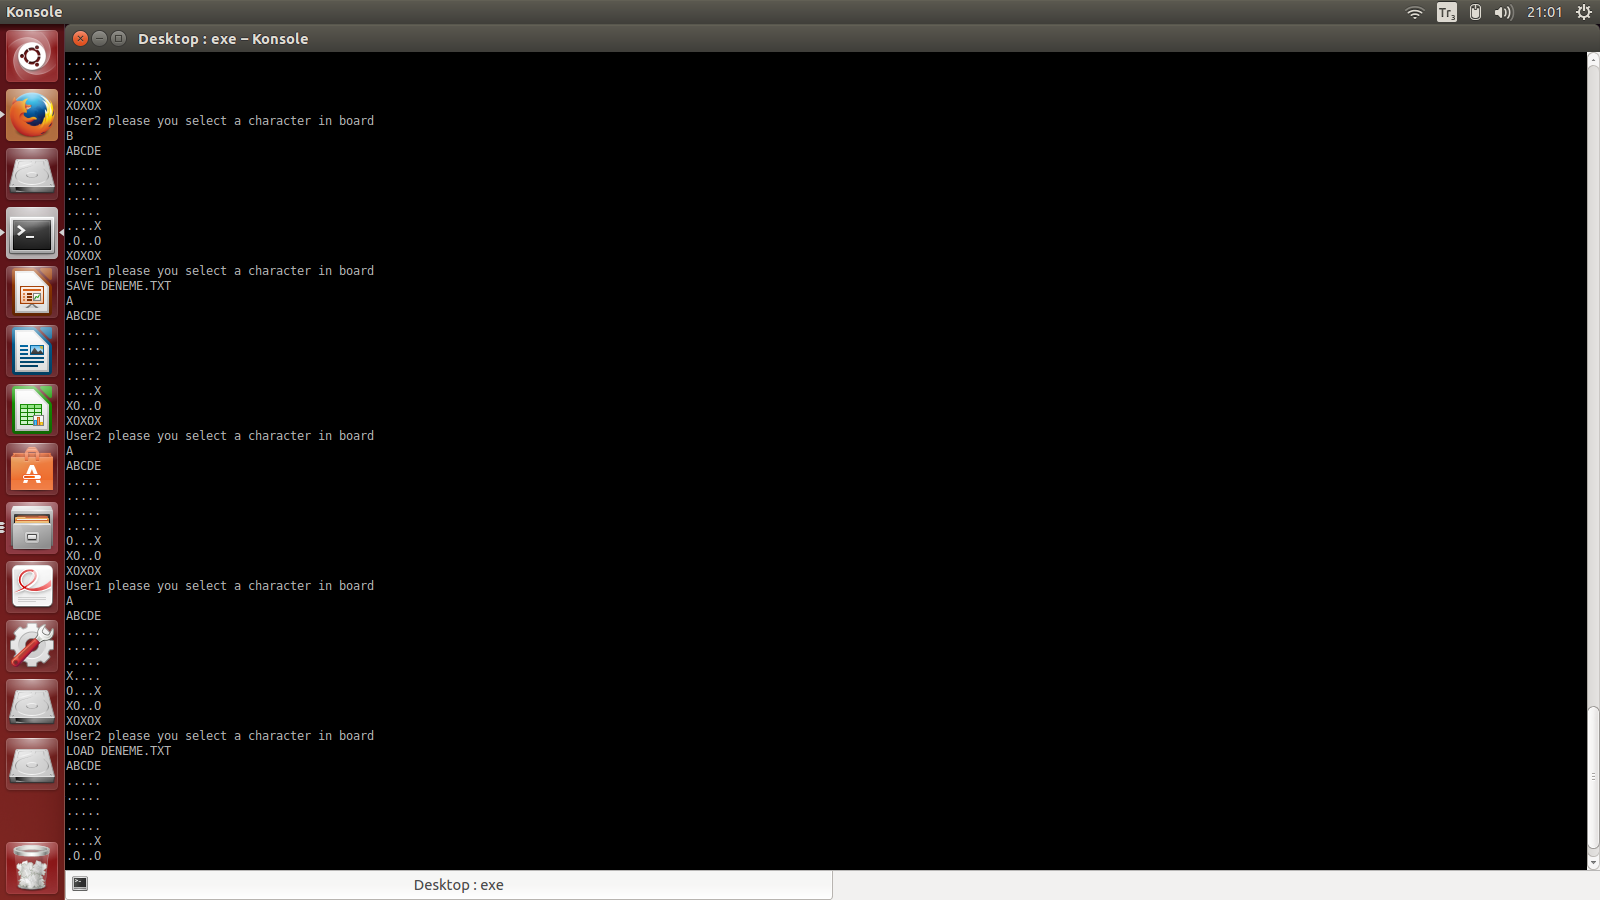 Konsole
Tr3
21:01
Desktop : exe – Konsole
.....
....X
....O
XOXOX
User2 please you select a character in board
B
ABCDE
.....
.....
.....
.....
....X
.O..O
XOXOX
User1 please you select a character in board
SAVE DENEME.TXT
A
ABCDE
.....
.....
.....
.....
....X
XO..O
XOXOX
User2 please you select a character in board
A
ABCDE
.....
.....
.....
.....
O...X
XO..O
XOXOX
User1 please you select a character in board
A
ABCDE
.....
.....
.....
X....
O...X
XO..O
XOXOX
User2 please you select a character in board
LOAD DENEME.TXT
ABCDE
.....
.....
.....
.....
....X
.O..O
Desktop : exe